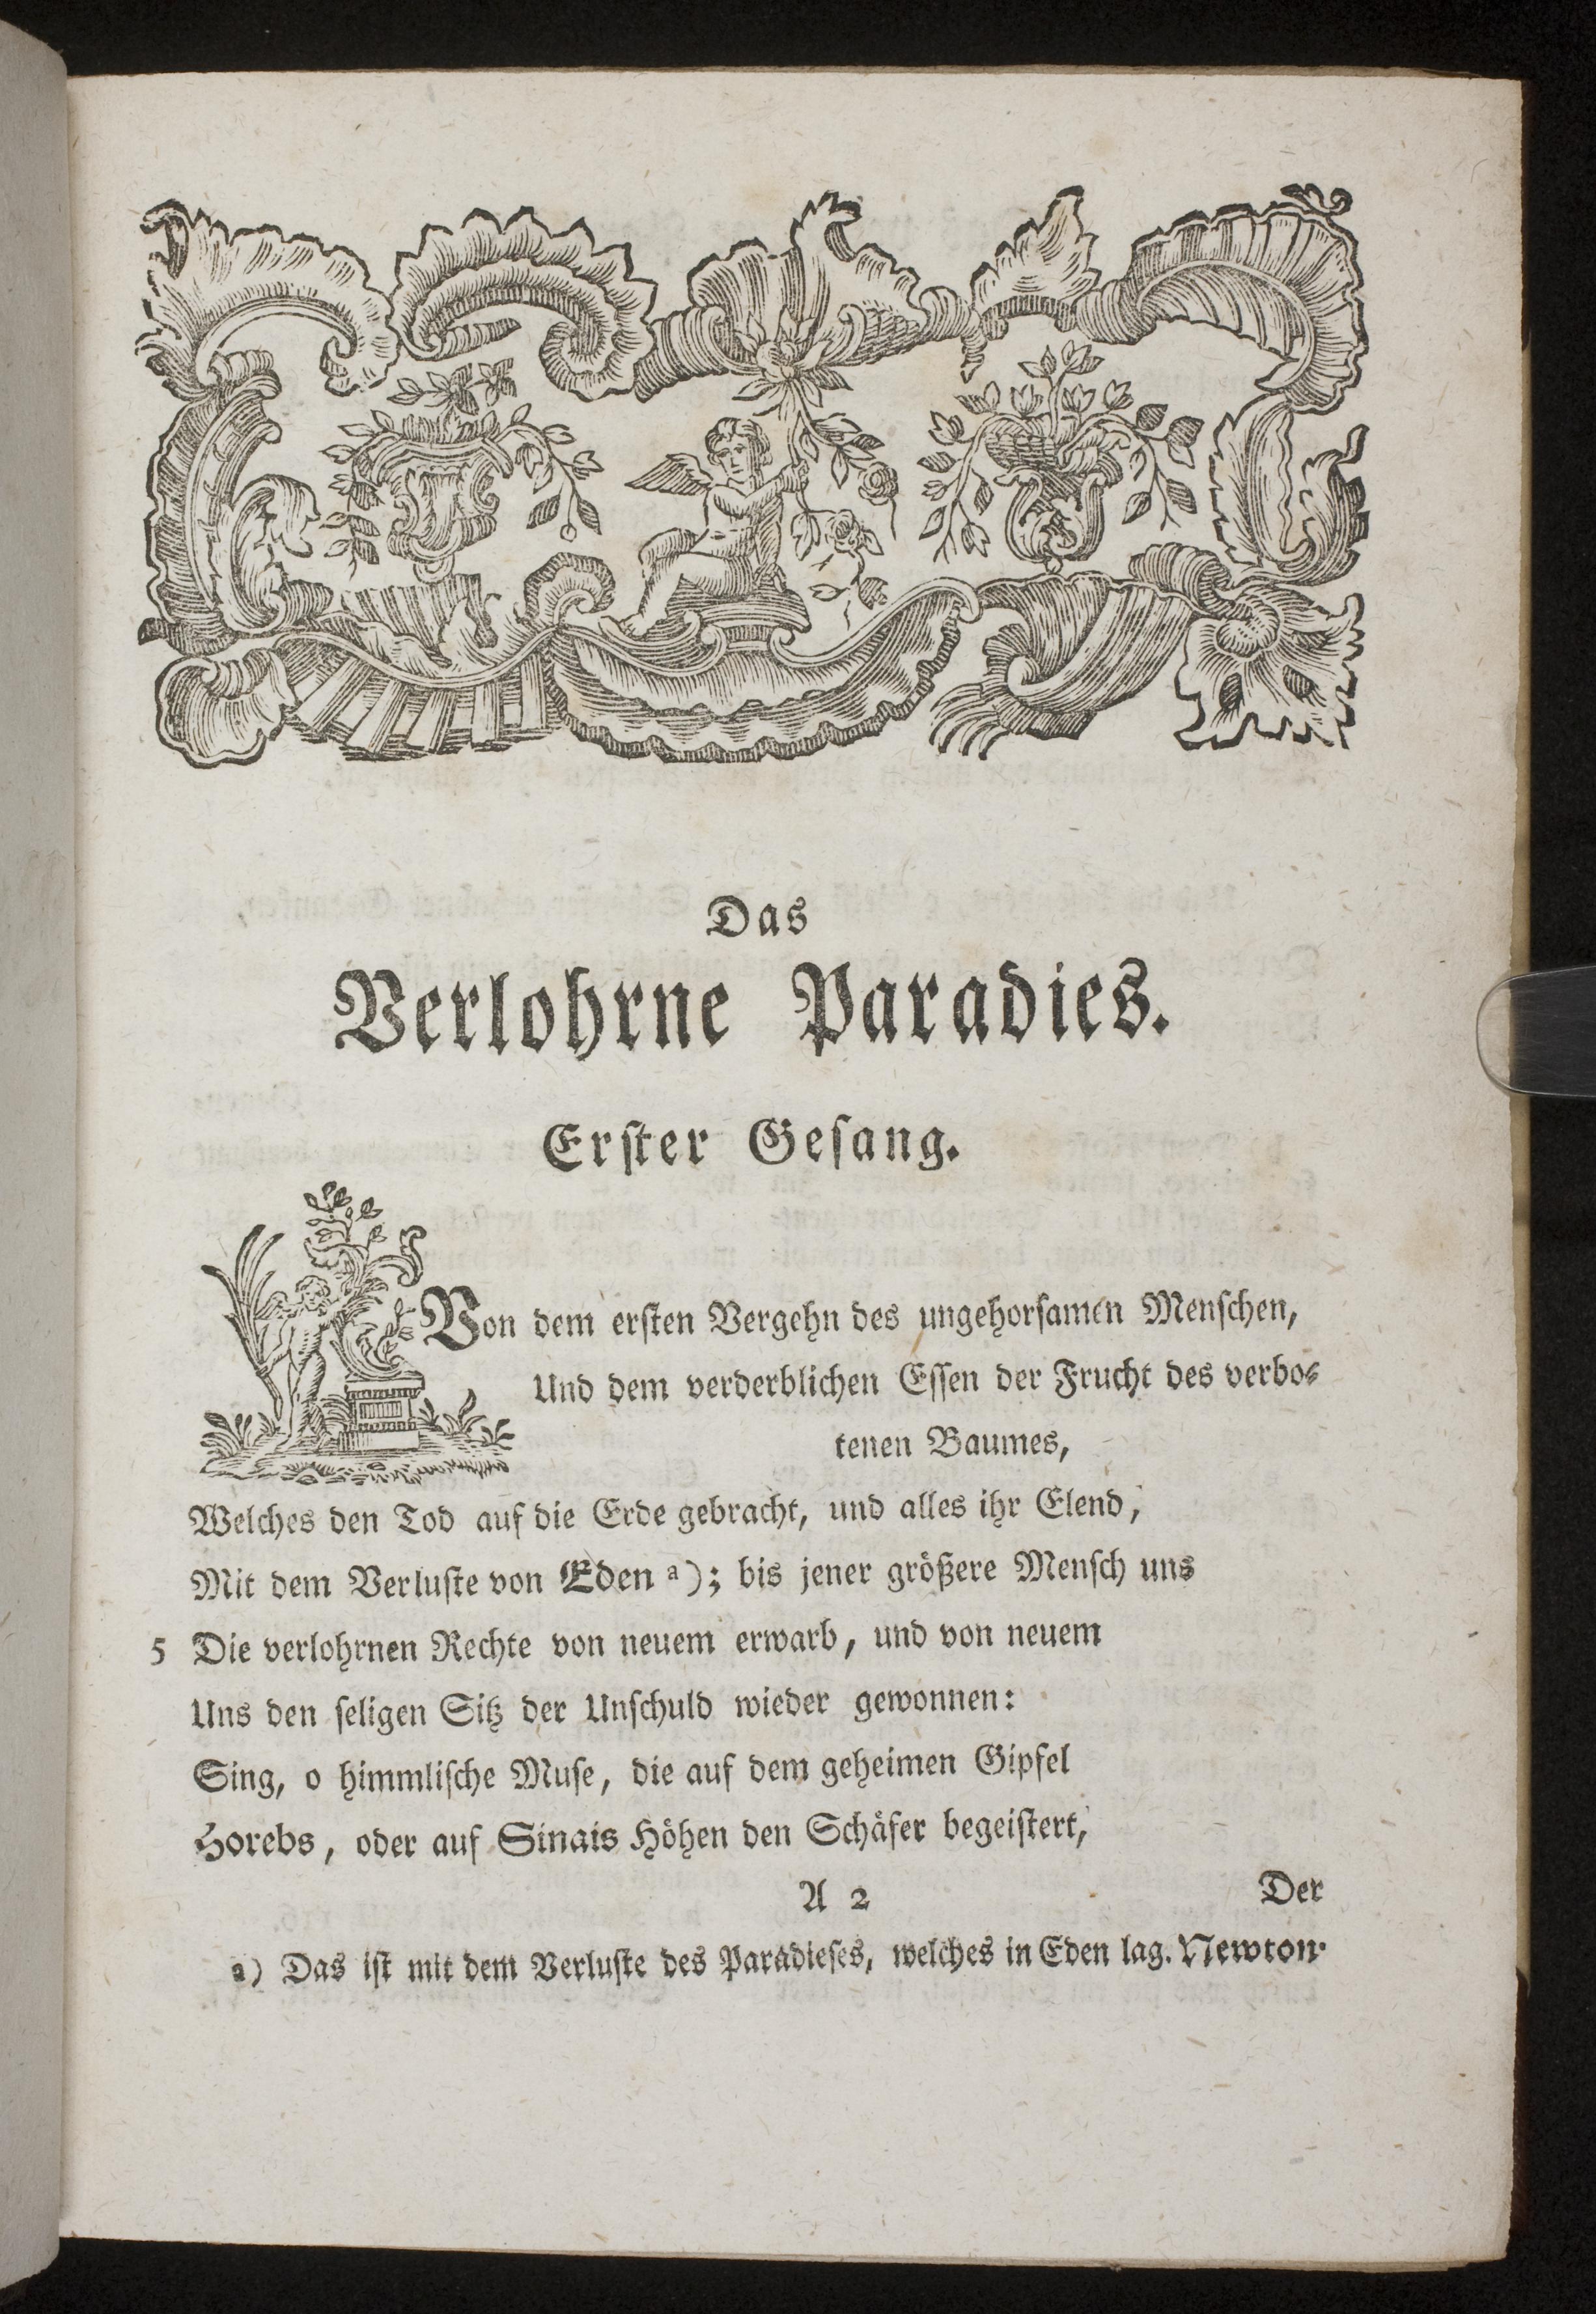 Das
Verlohrne Paradies.
Erster Gesang.
Von dem ersten Vergehn des ungehorsamen Menschen,
Und dem verderblichen Essen der Frucht des verbo⸗
tenen Baumes,
Welches den Tod auf die Erde gebracht, und alles ihr Elend,
Mit dem Verluste von Eden a); bis jener größere Mensch uns
5 Die verlohrnen Rechte von neuem erwarb, und von neuem
Uns den seligen Sitz der Unschuld wieder gewonnen:
Sing, o himmlische Muse, die auf dem geheimen Gipfel
Horebs, oder auf Sinais Höhen den Schäfer begeistert,
A 2 Der
a) Das ist mit dem Verluste des Paradieses, welches in Eden lag. Newton.